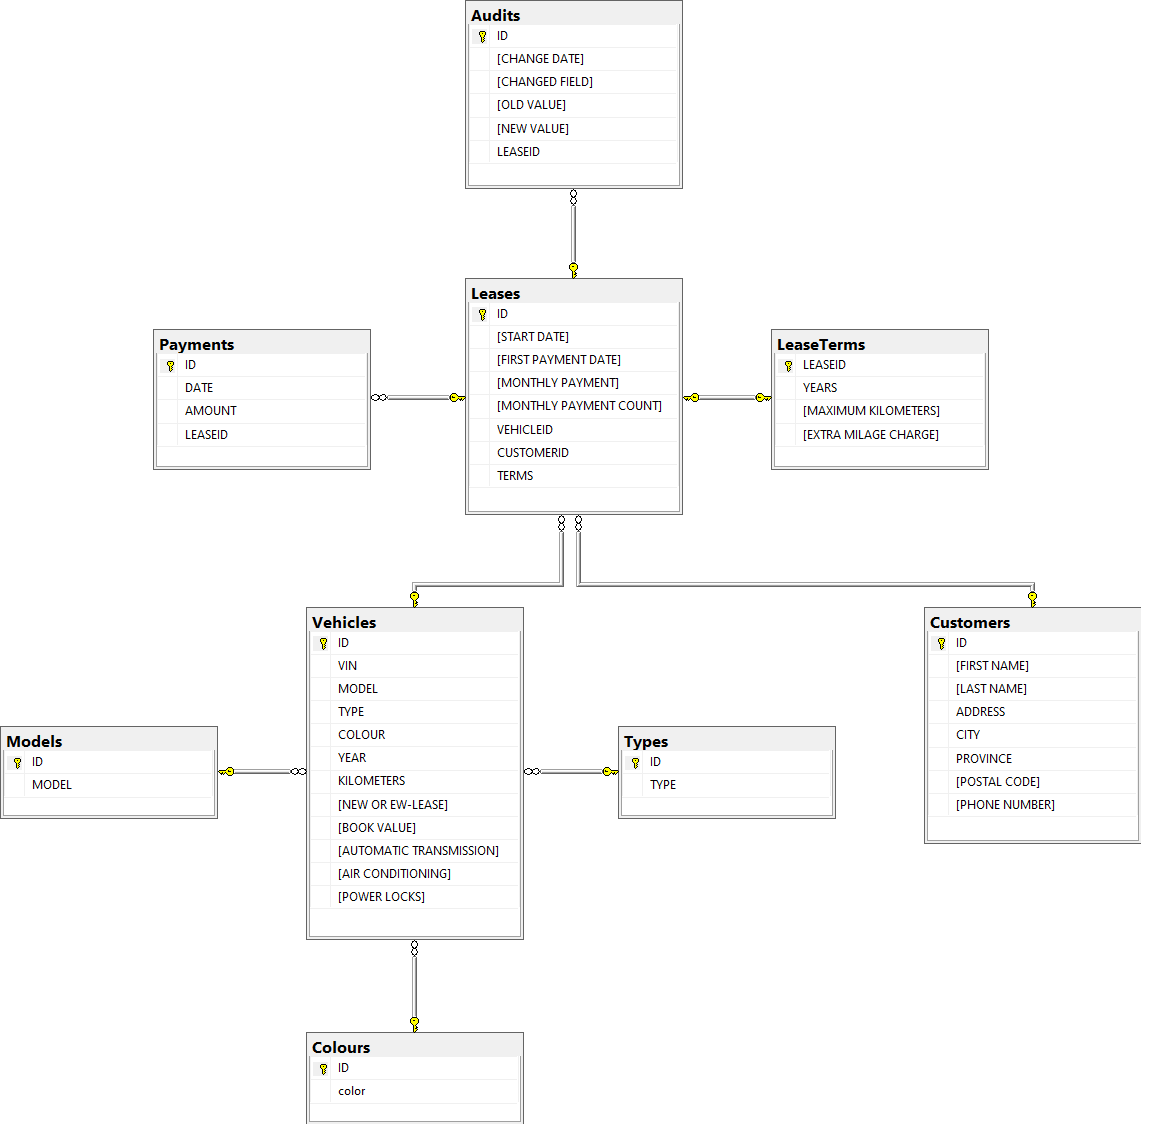 Audits
ID
[CHANGE DATE]
[CHANGED FIELD]
[OLD VALUE]
[NEW VALUE]
LEASEID
Leases
ID
[START DATE]
[FIRST PAYMENT DATE]
[MONTHLY PAYMENT]
[MONTHLY PAYMENT COUNT]
VEHICLEID
CUSTOMERID
TERMS
Payments
ID
DATE
AMOUNT
LEASEID
LeaseTerms
LEASEID
YEARS
[MAXIMUM KILOMETERS]
[EXTRA MILAGE CHARGE]
Vehicles
ID
VIN
MODEL
TYPE
COLOUR
YEAR
KILOMETERS
[NEW OR EW-LEASE]
[BOOK VALUE]
[AUTOMATIC TRANSMISSION]
[AIR CONDITIONING]
[POWER LOCKS]
Customers
ID
[FIRST NAME]
[LAST NAME]
ADDRESS
CITY
PROVINCE
[POSTAL CODE]
[PHONE NUMBER]
Models
ID
MODEL
Types
ID
TYPE
Colours
ID
color